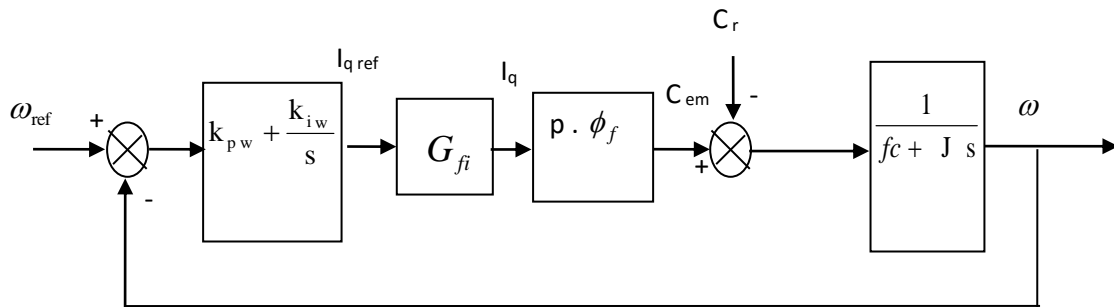 C r
I q ref
I q
C em
-
ω ref
+
k p w + k i w / s
G fi
p . ϕ f
+
1 / fc + J s
ω
-